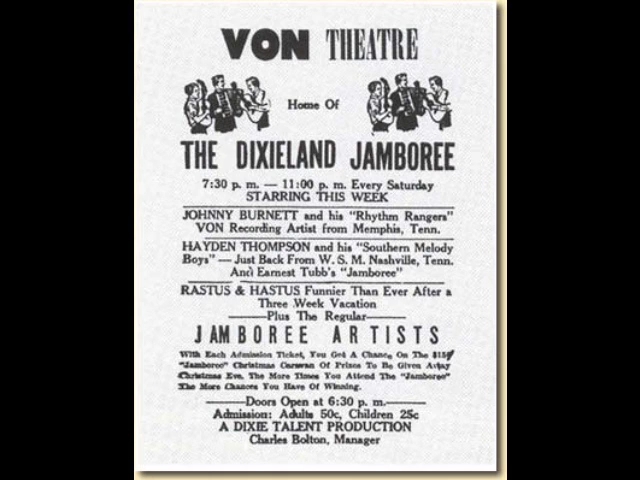 VON THEATRE
Home Of
THE DIXIELAND JAMBOREE
7:30 p. m. — 11:00 p. m. Every Saturday
STARRING THIS WEEK
JOHNNY BURNETT and his "Rhythm Rangers"
VON Recording Artist from Memphis, Tenn.
HAYDEN THOMPSON and his "Southern Melody
Boys" — Just Back From W. S. M. Nashville, Tenn.
And Earnest Tubb's "Jamboree"
RASTUS & HASTUS Funnier Than Ever After a
Three Week Vacation
—Plus The Regular—
JAMBOREE ARTISTS
With Each Admission Ticket, You Get A Chance On The
"Jamboree" Christmas Caravan Of Prizes To Be Given Away
Christmas Eve. The More Times You Attend The "Jamboree"
The More Chances You Have Of Winning.
—Doors Open at 6:30 p. m.—
Admission: Adults 50c, Children 25c
A DIXIE TALENT PRODUCTION
Charles Bolton, Manager